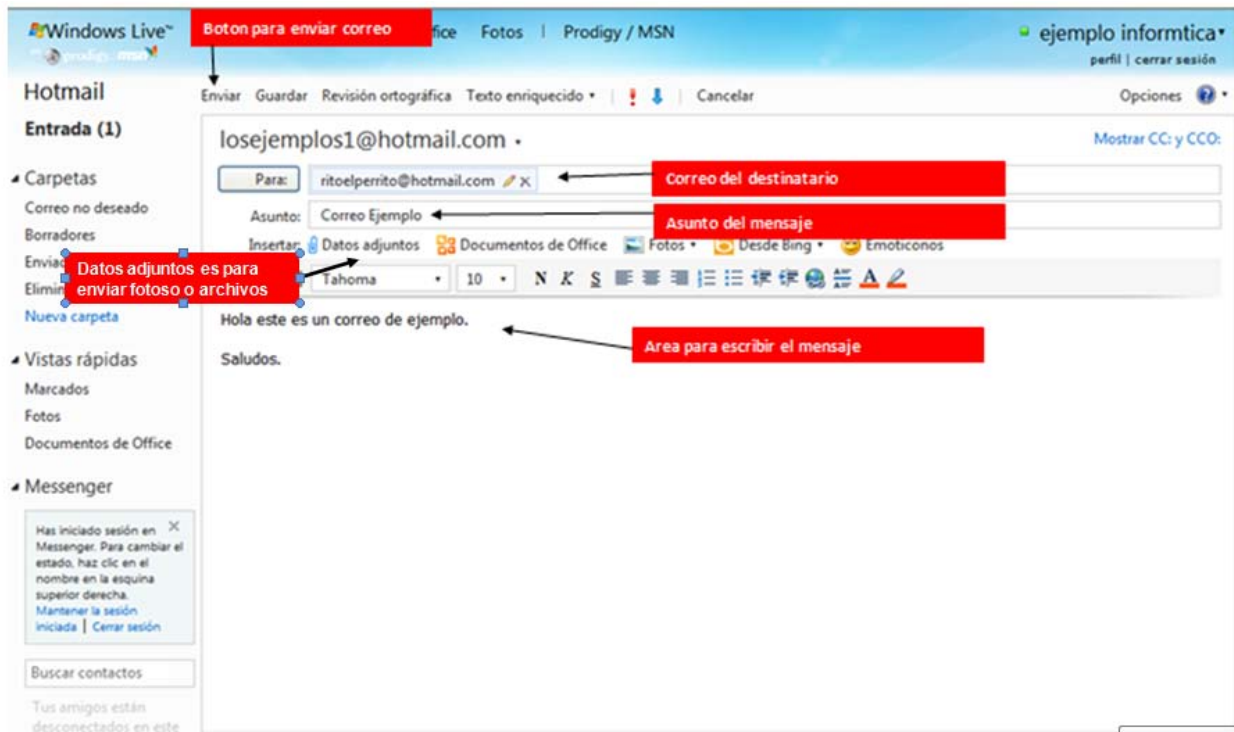 Windows Live™
Boton para enviar correo
fice Fotos | Prodigy / MSN
ejemplo informtica
prodigy msn
perfil | cerrar sesión
Hotmail
Enviar Guardar Revisión ortográfica Texto enriquecido | ! | Cancelar
Opciones ?
Entrada (1)
losejemplos1@hotmail.com
Mostrar CC: y CCO:
Carpetas
Para: ritoelperrito@hotmail.com X
Correo del destinatario
Correo no deseado
Asunto: Correo Ejemplo
Asunto del mensaje
Borradores
Insertar: Datos adjuntos Documentos de Office Fotos Desde Bing Emoticonos
Envia
Datos adjuntos es para
enviar fotoso o archivos
Elimin
Tahoma 10 N K S A
Nueva carpeta
Hola este es un correo de ejemplo.
Area para escribir el mensaje
Saludos.
Vistas rápidas
Marcados
Fotos
Documentos de Office
Messenger
Has iniciado sesión en X
Messenger. Para cambiar el
estado, haz clic en el
nombre en la esquina
superior derecha.
Mantener la sesión
iniciada | Cerrar sesión
Buscar contactos
Tus amigos están
desconectados en este